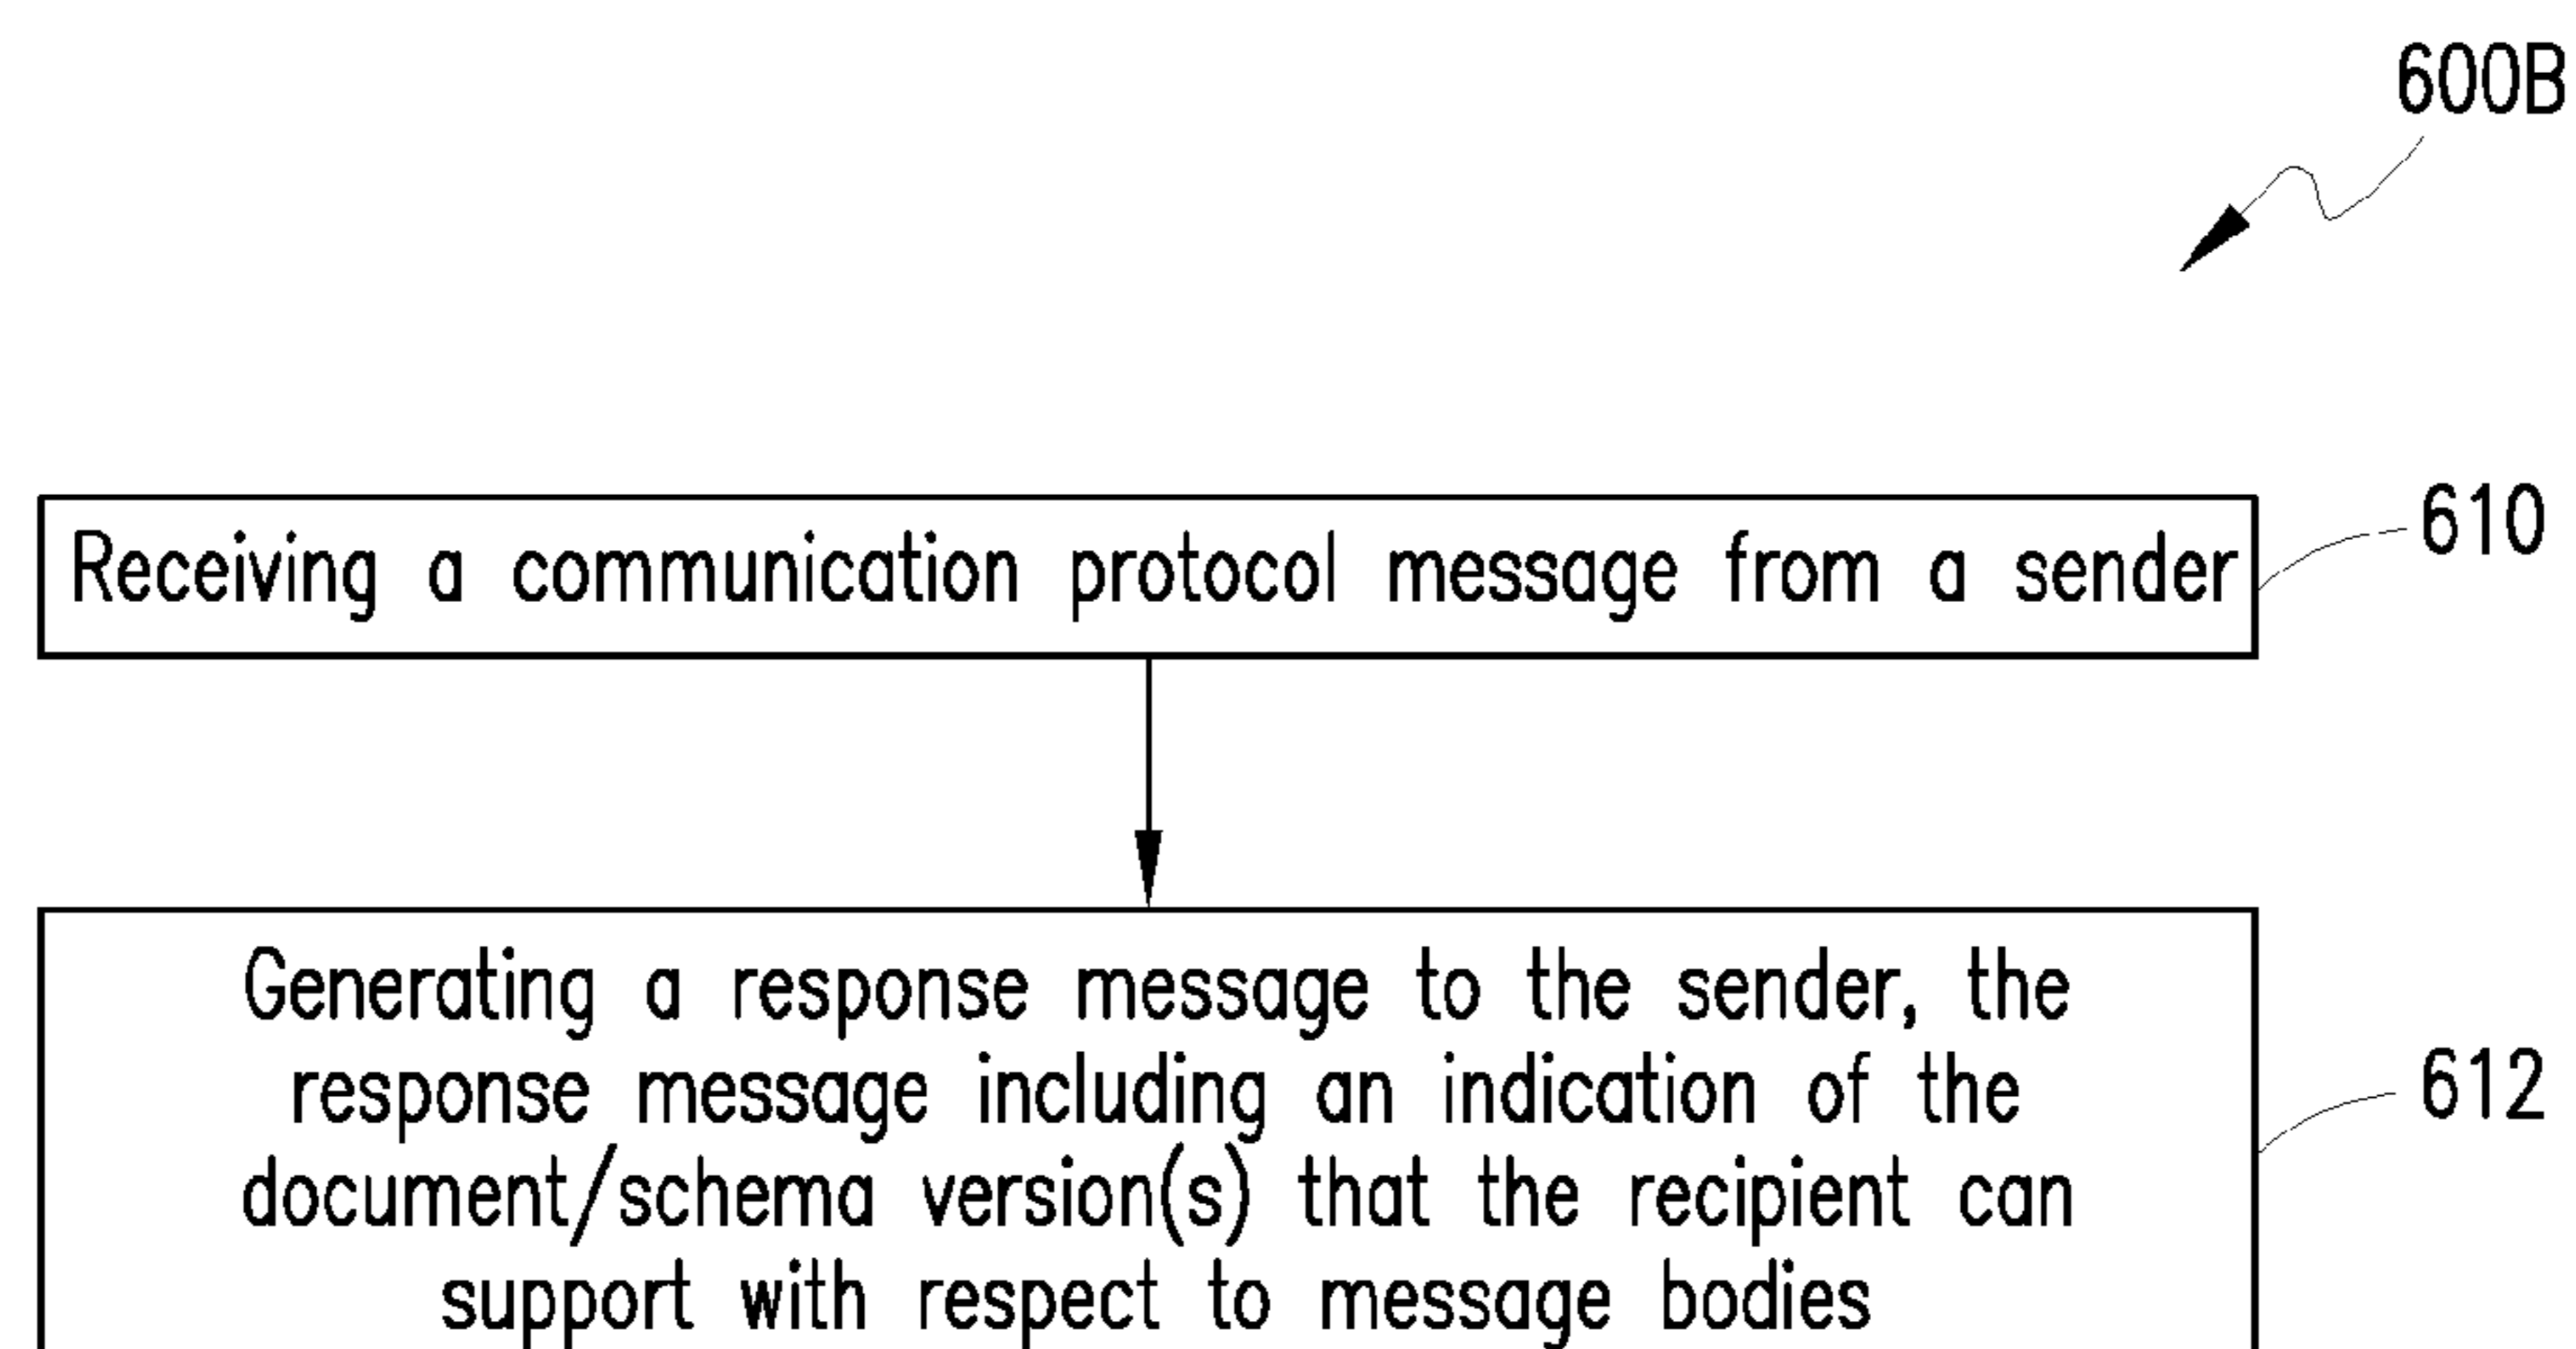 600B
Receiving a communication protocol message from a sender
610
Generating a response message to the sender, the
response message including an indication of the
612
document/schema version(s) that the recipient can
support with respect to message bodies